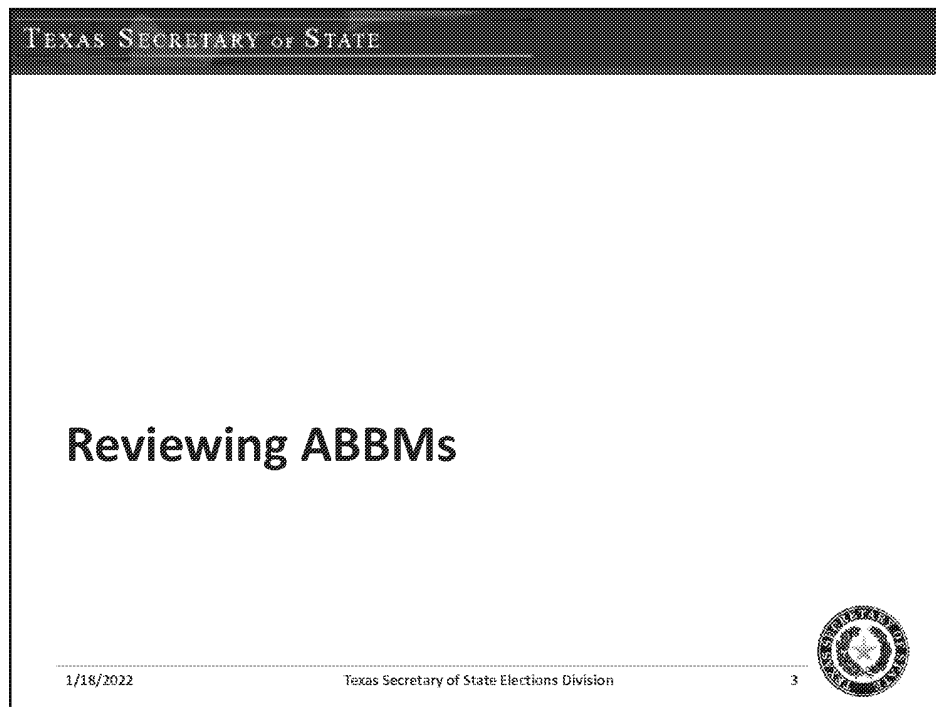 TEXAS SECRETARY OF STATE
Reviewing ABBMs
1/18/2022 Texas Secretary of State Elections Division 3